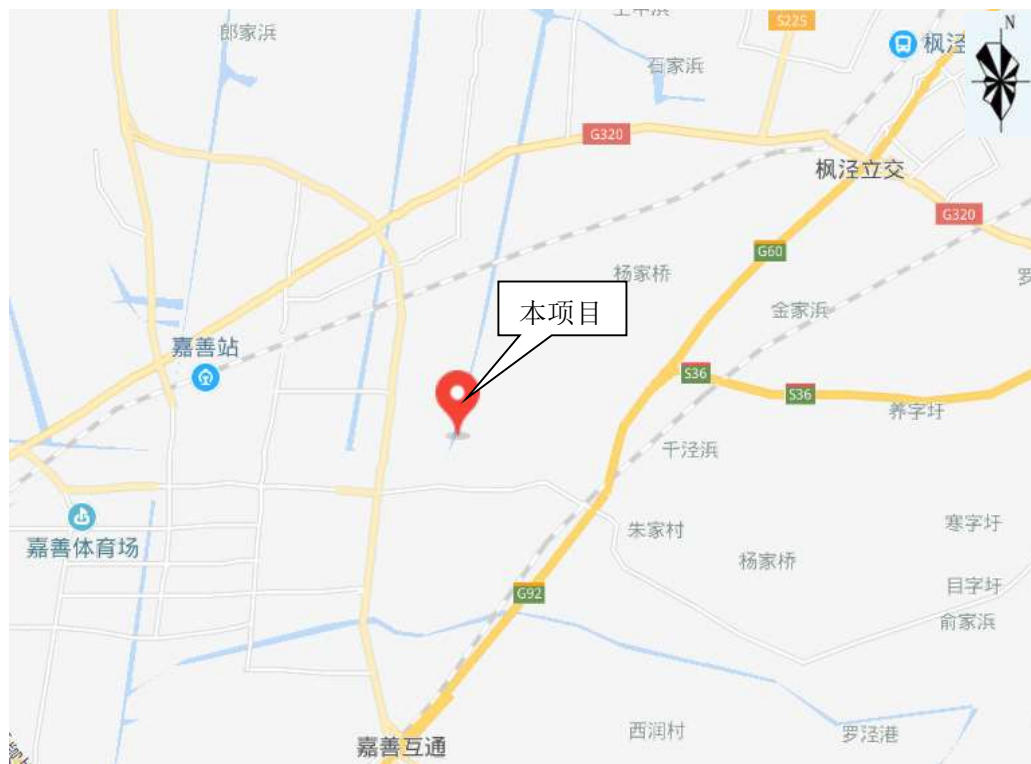 S225
N
郎家浜
枫泾
石家浜
G320
枫泾立交
G320
G60
杨家桥
金家浜
本项目
嘉善站
S36
S36
养字圩
千泾浜
嘉善体育场
朱家村
寒字圩
杨家桥
目字圩
G92
俞家浜
西润村
罗泾港
嘉善互通